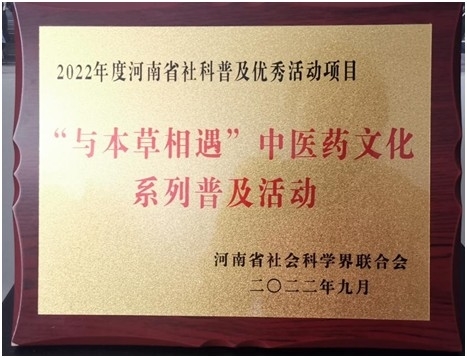 2022年度河南省社科普及优秀活动项目
“与本草相遇”中医药文化
系列普及活动
河南省社会科学界联合会
二〇二二年九月